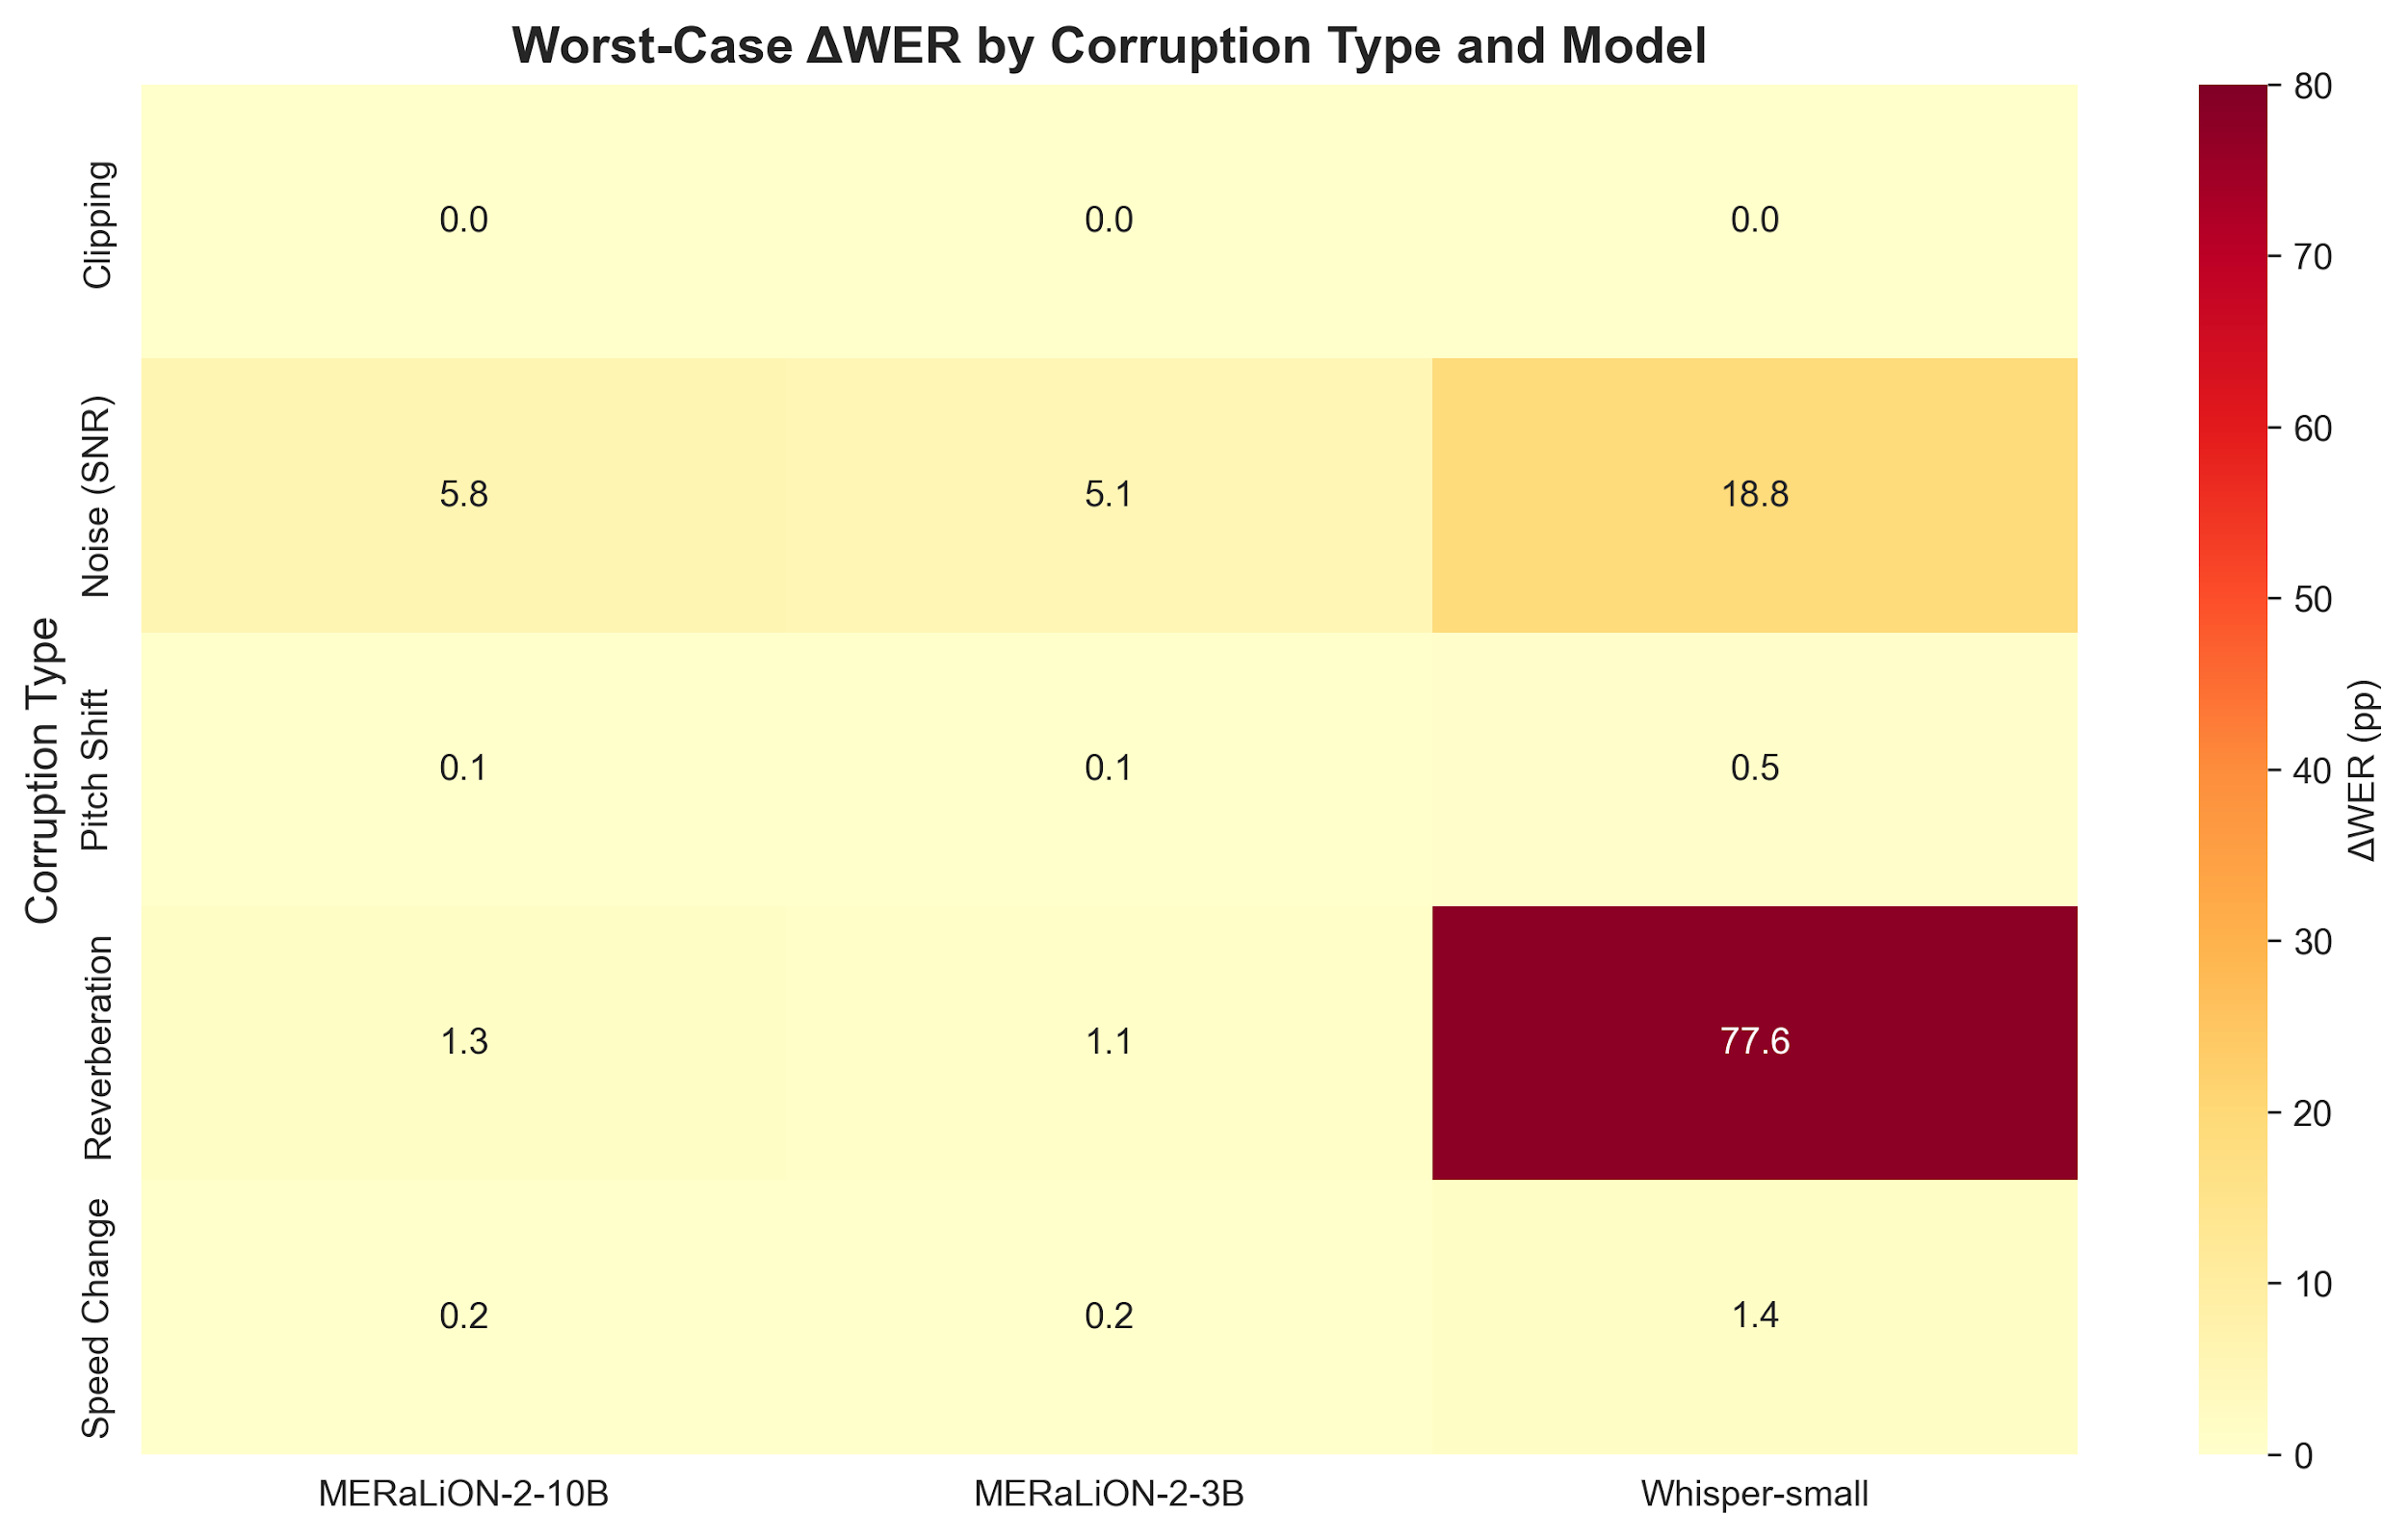 Worst-Case ΔWER by Corruption Type and Model
Corruption Type
Clipping
0.0 0.0 0.0
Noise (SNR)
5.8 5.1 18.8
Pitch Shift
0.1 0.1 0.5
Reverberation
1.3 1.1 77.6
Speed Change
0.2 0.2 1.4
MERaLiON-2-10B MERaLiON-2-3B Whisper-small
80
70
60
50
40
30
20
10
0
ΔWER (pp)